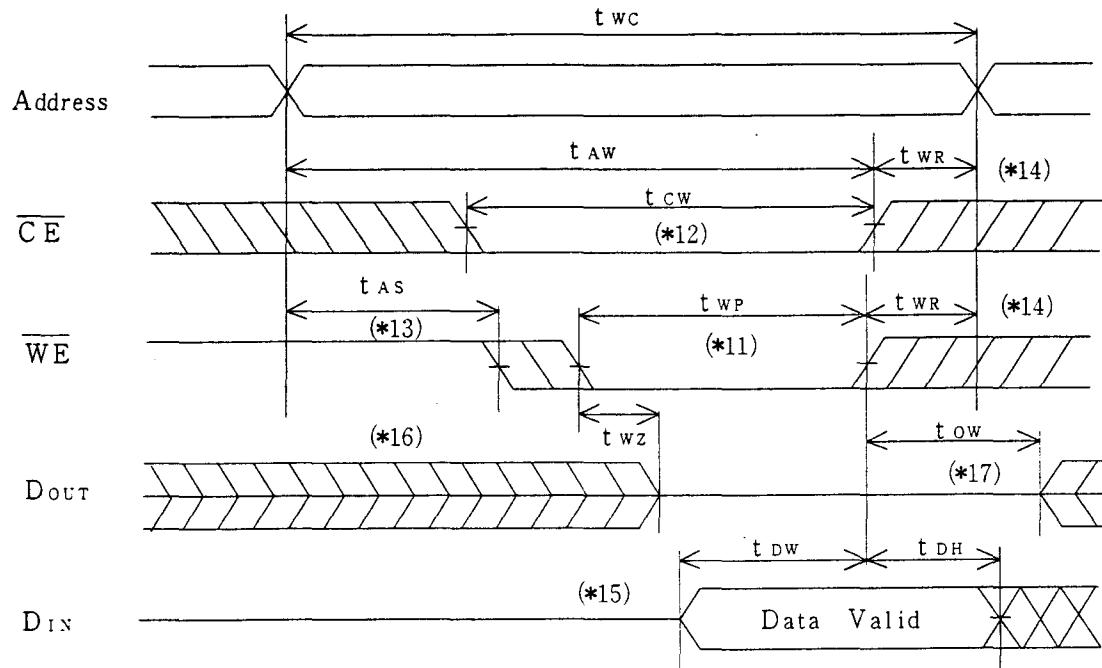 t WC
Address
t AW
t WR
(*14)
CE
t CW
(*12)
t AS
(*13)
t WP
(*11)
t WR
(*14)
WE
t WZ
t OW
(*16)
(*17)
DOUT
t DW
t DH
(*15)
DIN
Data Valid